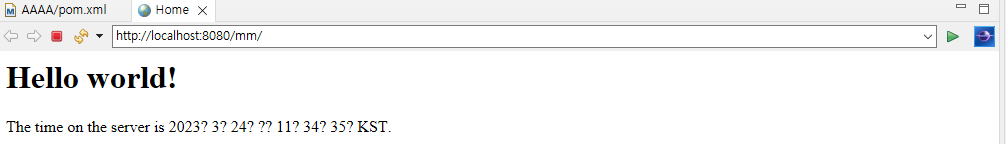 AAAA/pom.xml Home
http://localhost:8080/mm/
Hello world!
The time on the server is 2023? 3? 24? ?? 11? 34? 35? KST.